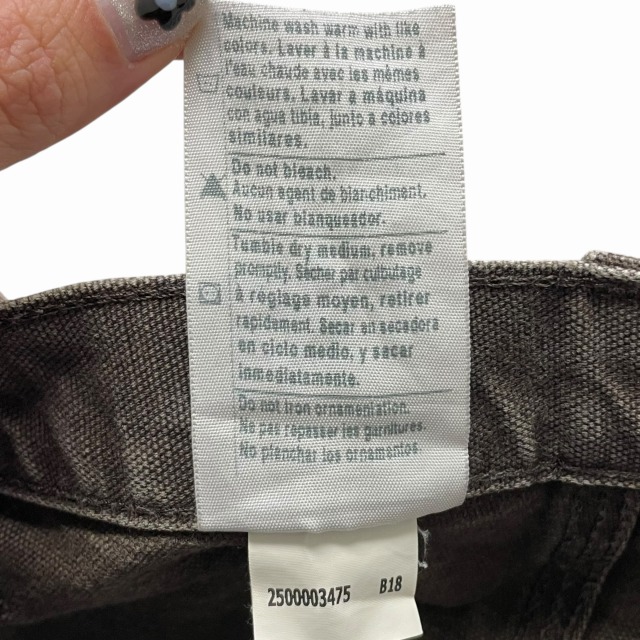 Machine wash warm with like
colors. Laver à la machine à
l'eau chaude avec les mêmes
couleurs. Lavar a máquina
con agua tibia, junto a colores
similares.
Do not bleach.
Aucun agent de blanchiment.
No usar blanqueador.
Tumble dry medium, remove
promptly. Sécher par culbutage
à reglage moyen, retirer
rapidement. Secar en secadora
en ciclo medio, y sacar
inmediatamente.
Do not iron ornamentation.
Ne pas repasser les garnitures.
No planchar los ornamentos.
2500003475 B18